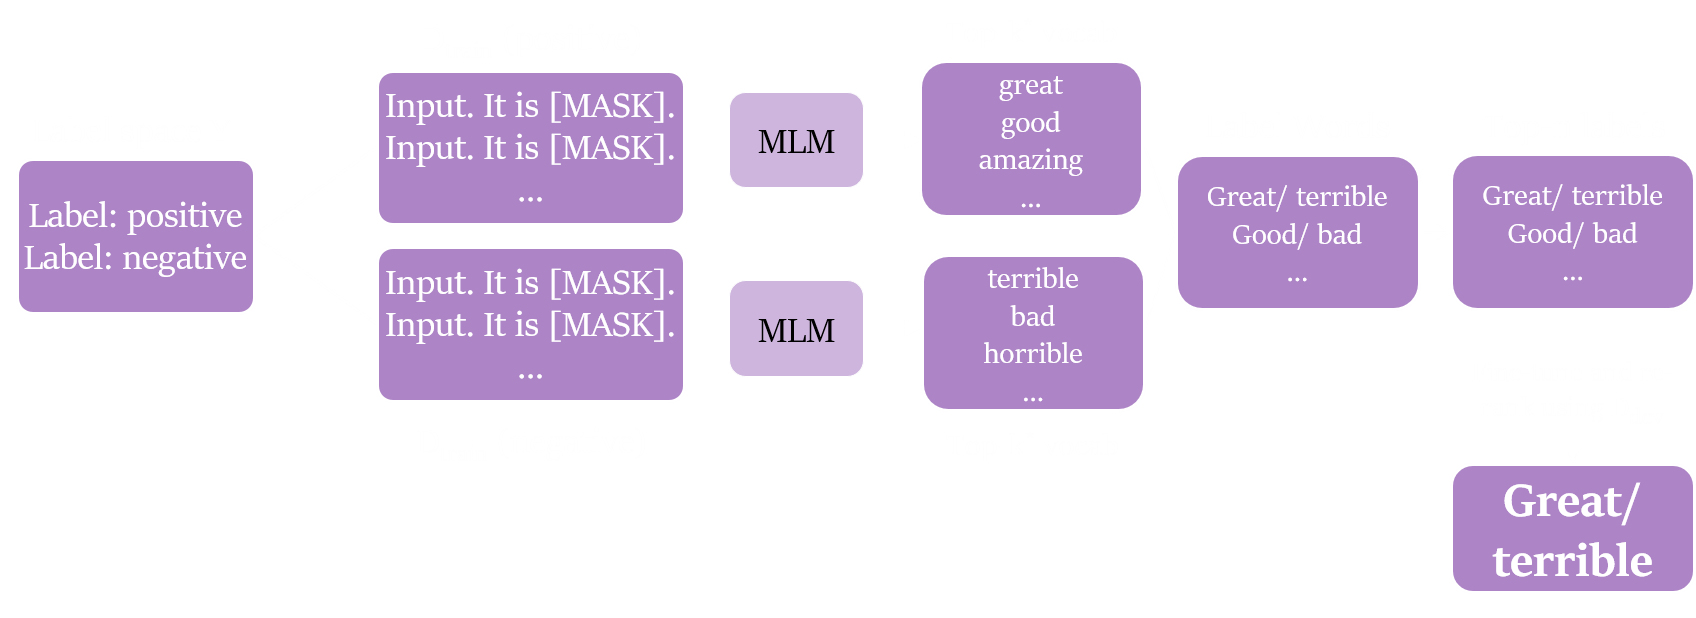 Label: positive
Label: negative
Input. It is [MASK].
Input. It is [MASK].
...
Input. It is [MASK].
Input. It is [MASK].
...
MLM
MLM
great
good
amazing
...
terrible
bad
horrible
...
Great/ terrible
Good/ bad
...
Great/ terrible
Good/ bad
...
Great/
terrible